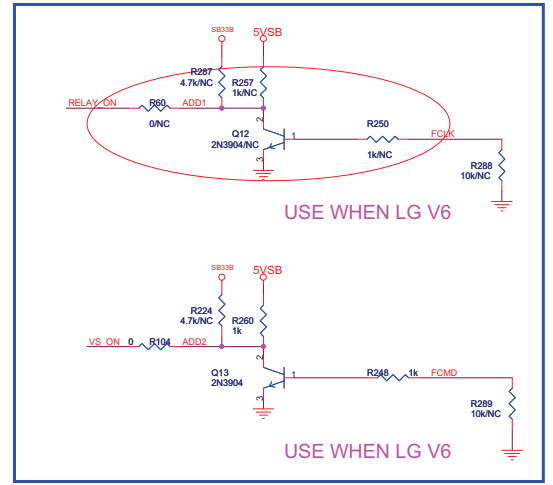 SB33B 5VSB
R287
4.7k/NC
R257
1k/NC
RELAY_ON R60 ADD1
0/NC
Q12
2N3904/NC
2
1
3
R250
1k/NC
FCLK
R288
10k/NC
USE WHEN LG V6
SB33B 5VSB
R224
4.7k/NC
R260
1k
VS_ON 0 R104 ADD2
Q13
2N3904
2
1
3
R248 1k FCMD
R289
10k/NC
USE WHEN LG V6